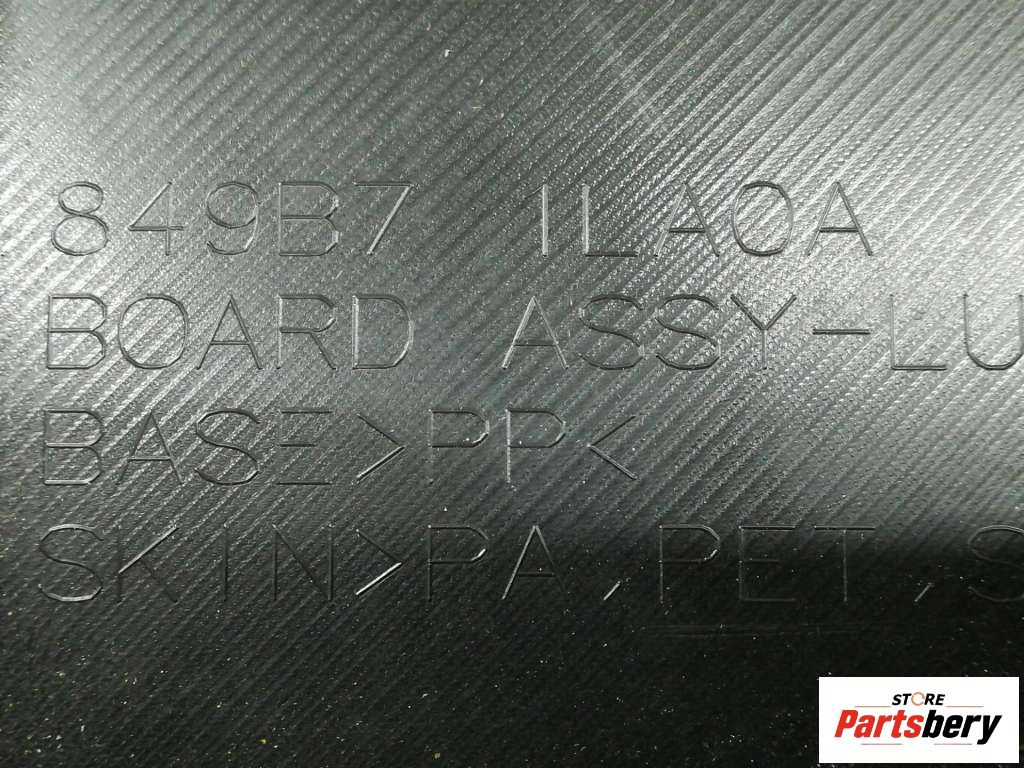 849B7 1LA0A
BOARD ASSY-LU
BASE>PP<
SKIN>PA,PET,S
STORE
Partsbery